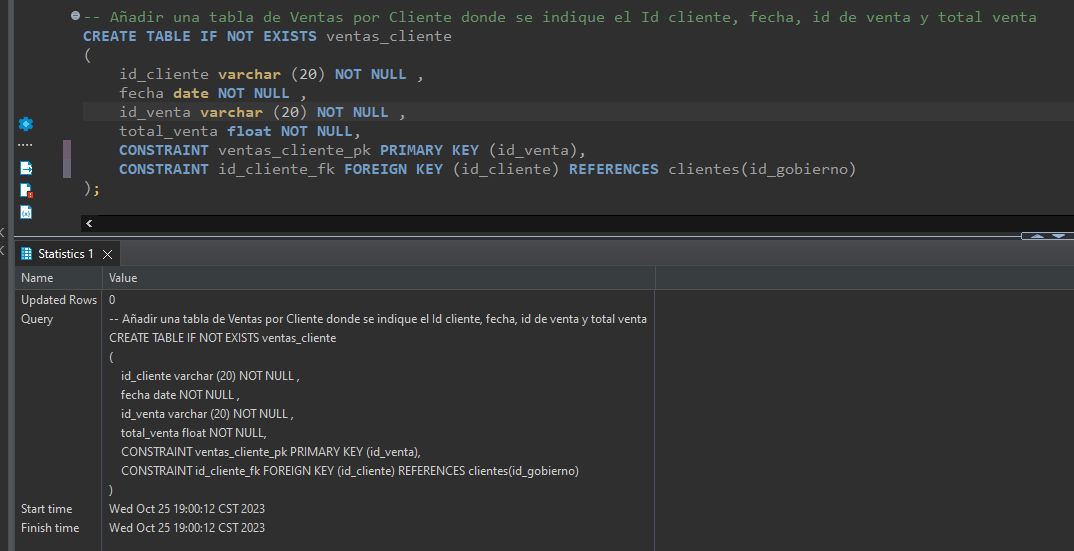 -- Añadir una tabla de Ventas por Cliente donde se indique el Id cliente, fecha, id de venta y total venta
CREATE TABLE IF NOT EXISTS ventas_cliente
(
id_cliente varchar (20) NOT NULL ,
fecha date NOT NULL ,
id_venta varchar (20) NOT NULL ,
total_venta float NOT NULL,
CONSTRAINT ventas_cliente_pk PRIMARY KEY (id_venta),
CONSTRAINT id_cliente_fk FOREIGN KEY (id_cliente) REFERENCES clientes(id_gobierno)
);
Statistics 1
Name Value
Updated Rows 0
Query -- Añadir una tabla de Ventas por Cliente donde se indique el Id cliente, fecha, id de venta y total venta
CREATE TABLE IF NOT EXISTS ventas_cliente
(
id_cliente varchar (20) NOT NULL ,
fecha date NOT NULL ,
id_venta varchar (20) NOT NULL ,
total_venta float NOT NULL,
CONSTRAINT ventas_cliente_pk PRIMARY KEY (id_venta),
CONSTRAINT id_cliente_fk FOREIGN KEY (id_cliente) REFERENCES clientes(id_gobierno)
)
Start time Wed Oct 25 19:00:12 CST 2023
Finish time Wed Oct 25 19:00:12 CST 2023